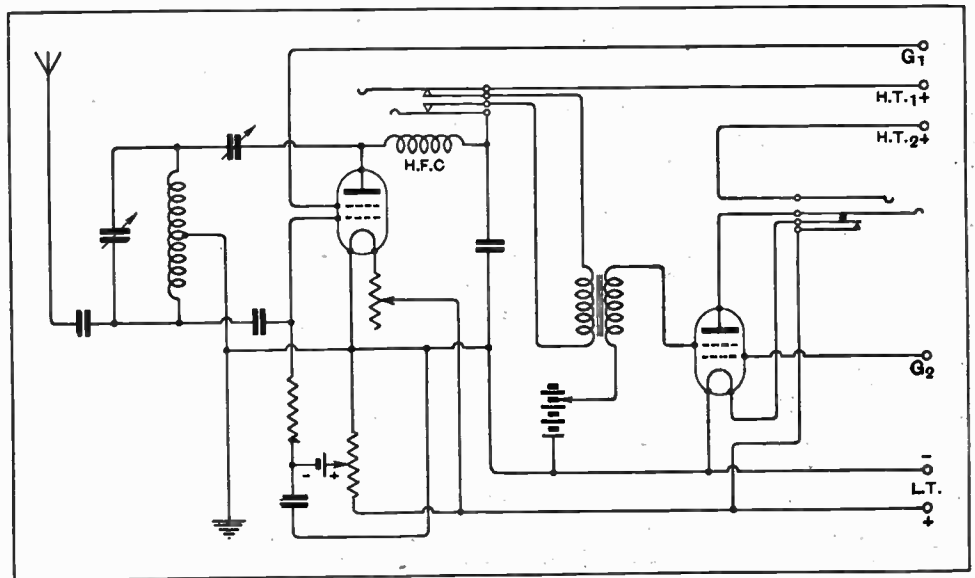 G1
H.T.1+
H.T.2+
H.F.C
G2
-
L.T.
+
- +